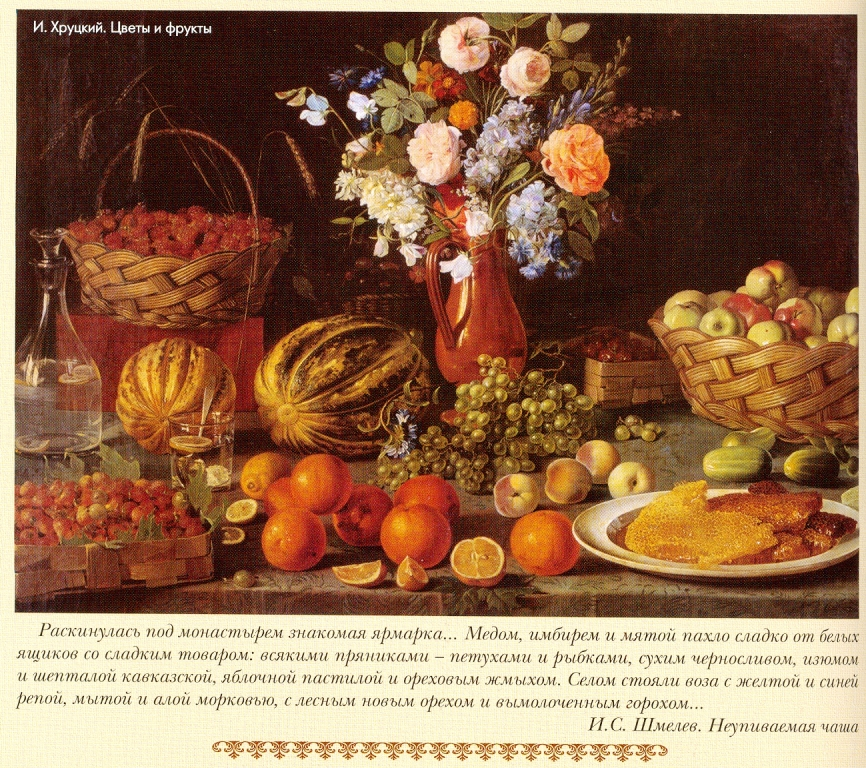 И. Хруцкий. Цветы и фрукты
Раскинулась под монастырем знакомая ярмарка... Медом, имбирем и мятой пахло сладко от белых
ящиков со сладким товаром: всякими пряниками – петухами и рыбками, сухим черносливом, изюмом
и шепталой кавказской, яблочной пастилой и ореховым жмыхом. Селом стояли воза с желтой и синей
репой, мытой и алой морковью, с лесным новым орехом и вымолоченным горохом...
И.С. Шмелев. Неупиваемая чаша